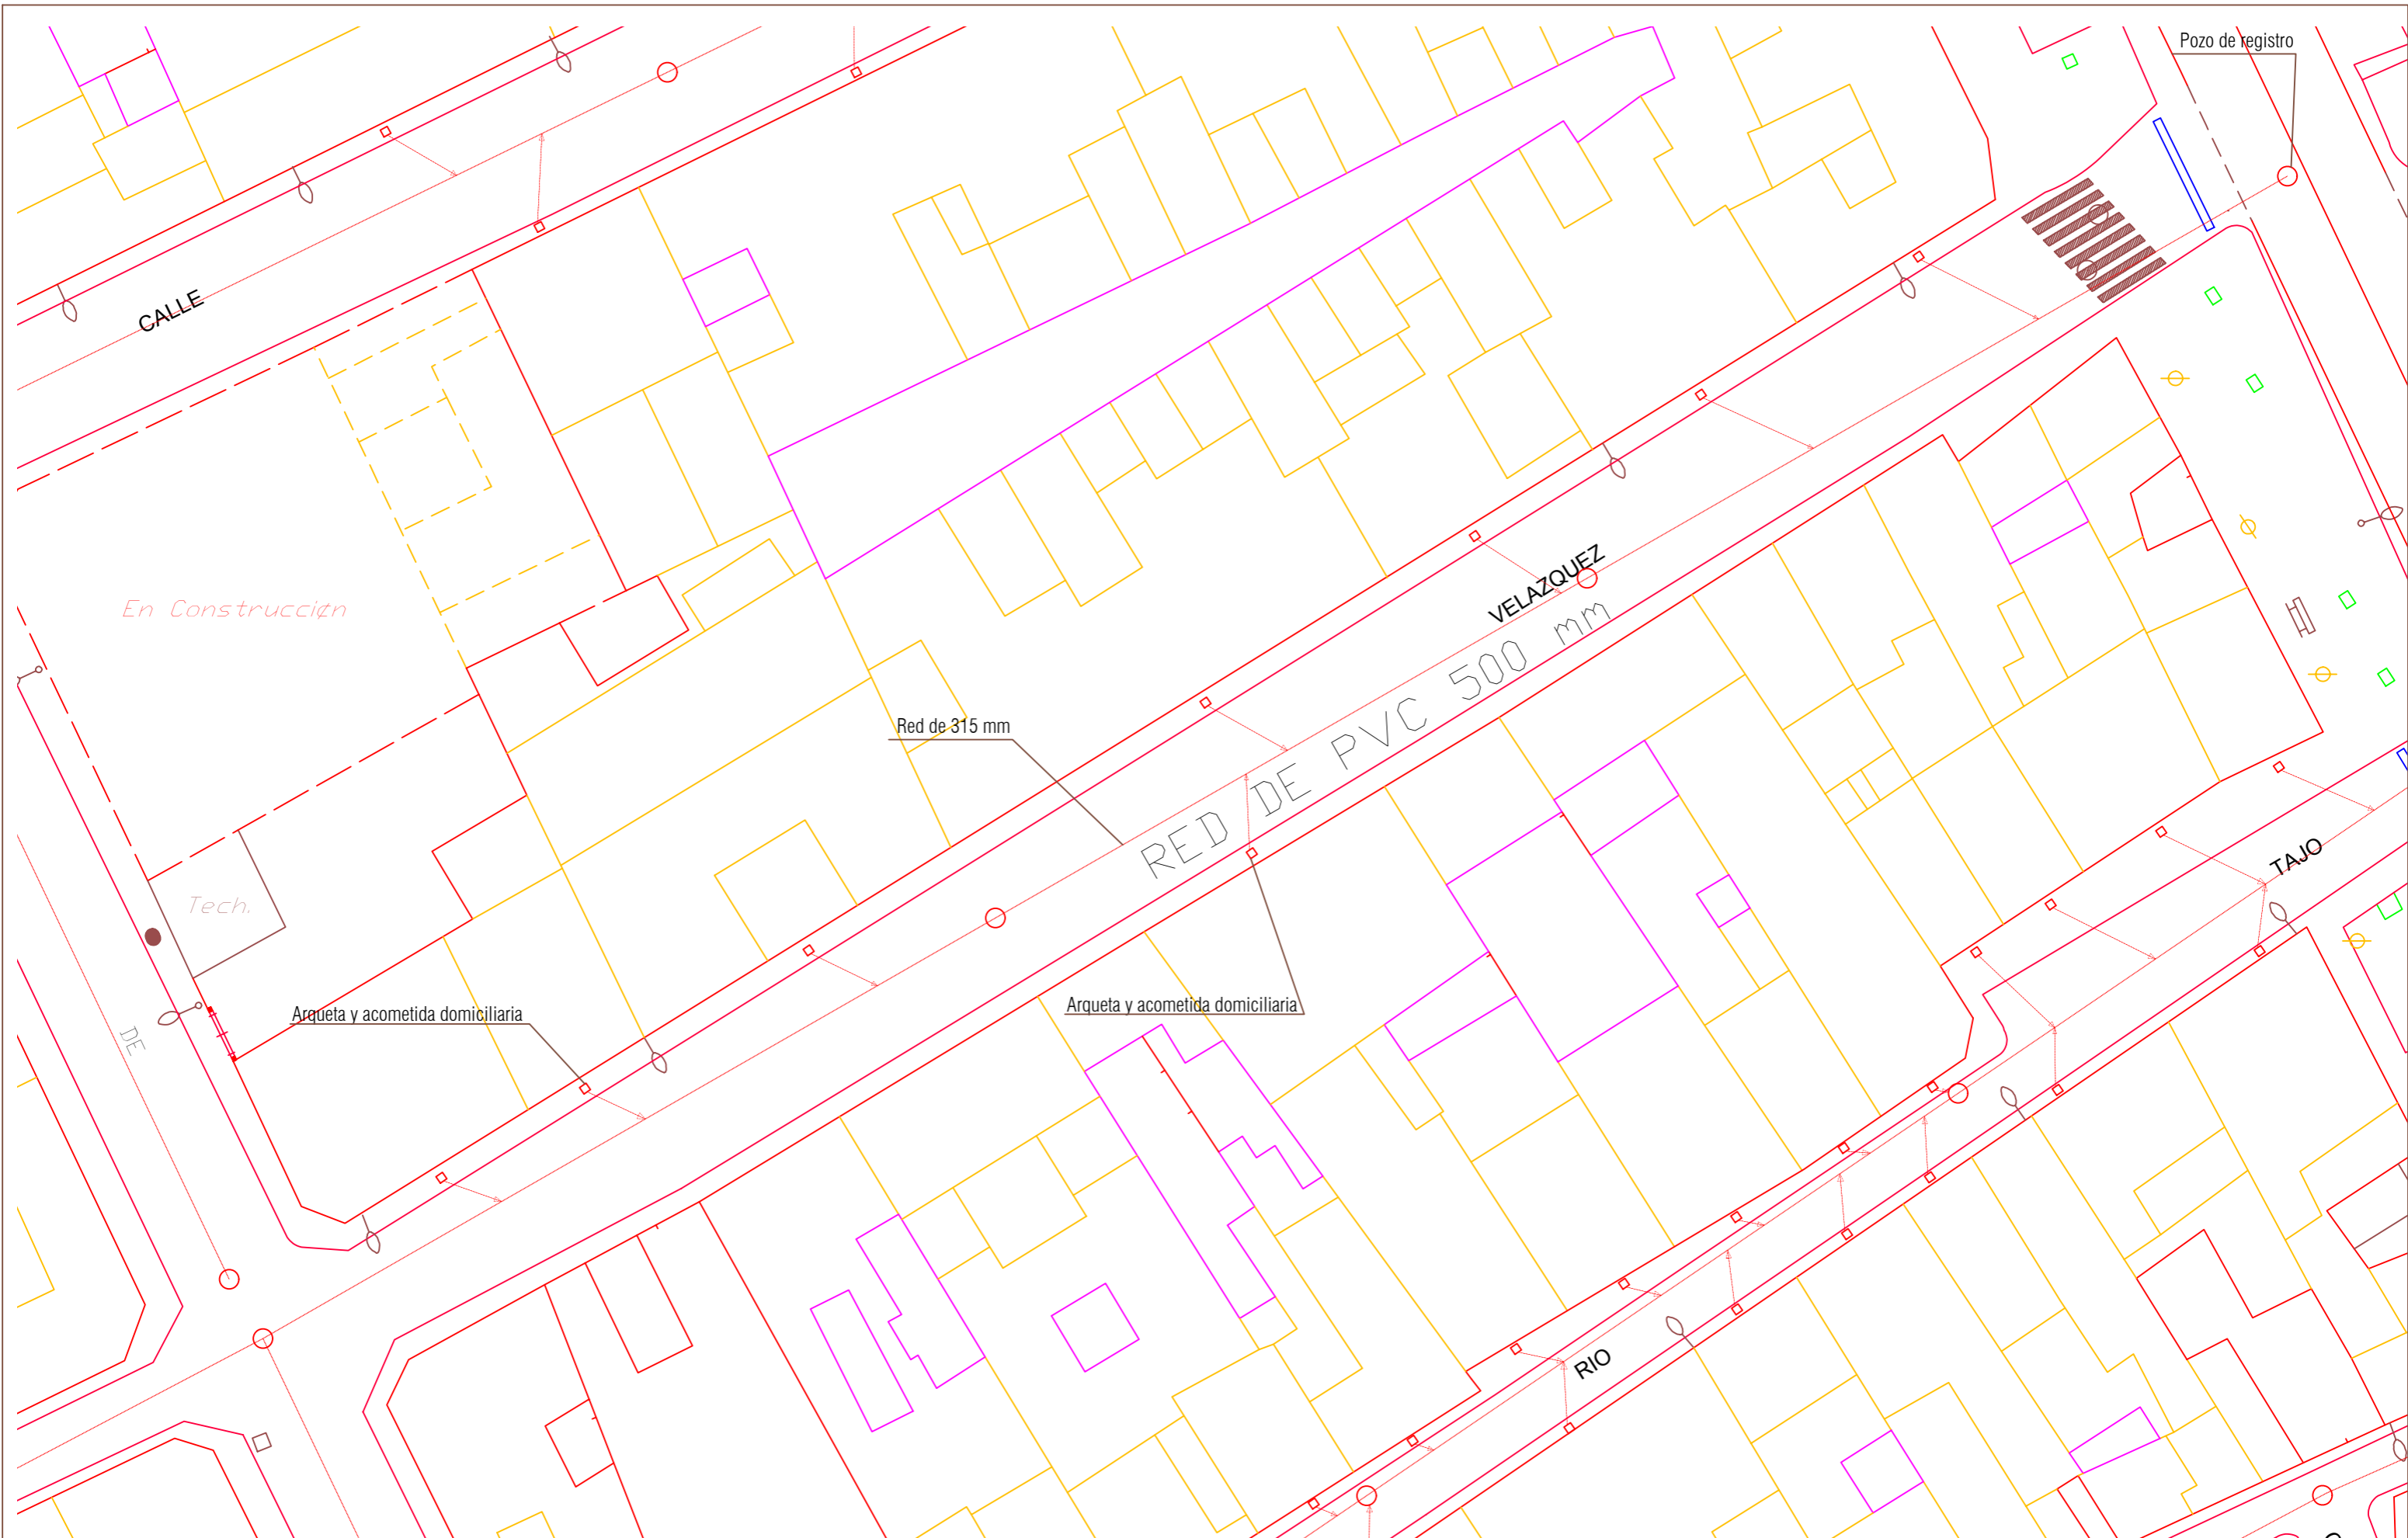 Pozo de registro
CALLE
En Construcción
VELAZQUEZ
RED DE PVC 500 mm
Red de 315 mm
TAJO
Tech.
Arqueta y acometida domiciliaria
Arqueta y acometida domiciliaria
DE
RIO